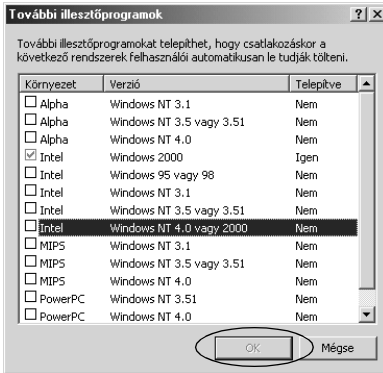 További illesztőprogramok
További illesztőprogramokat telepíthet, hogy csatlakozáskor a
következő rendszerek felhasználói automatikusan le tudják tölteni.
Környezet Verzió Telepítve
Alpha Windows NT 3.1 Nem
Alpha Windows NT 3.5 vagy 3.51 Nem
Alpha Windows NT 4.0 Nem
Intel Windows 2000 Igen
Intel Windows 95 vagy 98 Nem
Intel Windows NT 3.1 Nem
Intel Windows NT 3.5 vagy 3.51 Nem
Intel Windows NT 4.0 vagy 2000 Nem
MIPS Windows NT 3.1 Nem
MIPS Windows NT 3.5 vagy 3.51 Nem
MIPS Windows NT 4.0 Nem
PowerPC Windows NT 3.51 Nem
PowerPC Windows NT 4.0 Nem
OK Mégse